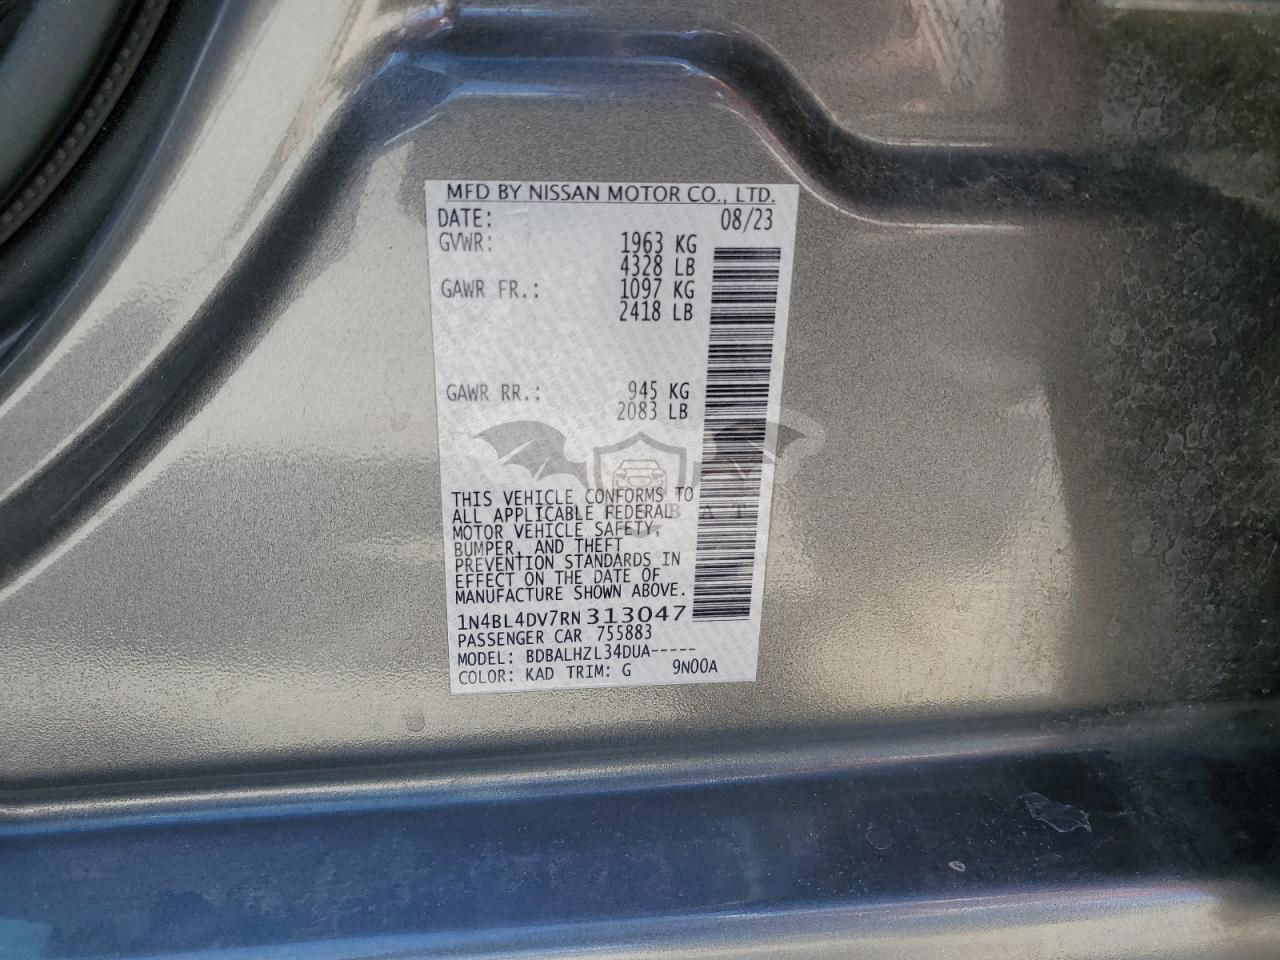 MFD BY NISSAN MOTOR CO., LTD.
DATE: 08/23
GVWR: 1963 KG
4328 LB
GAWR FR.: 1097 KG
2418 LB
GAWR RR.: 945 KG
2083 LB
THIS VEHICLE CONFORMS TO
ALL APPLICABLE FEDERAL
MOTOR VEHICLE SAFETY,
BUMPER, AND THEFT
PREVENTION STANDARDS IN
EFFECT ON THE DATE OF
MANUFACTURE SHOWN ABOVE.
1N4BL4DV7RN313047
PASSENGER CAR 755883
MODEL: BDBALHZL34DUA-----
COLOR: KAD TRIM: G 9N00A